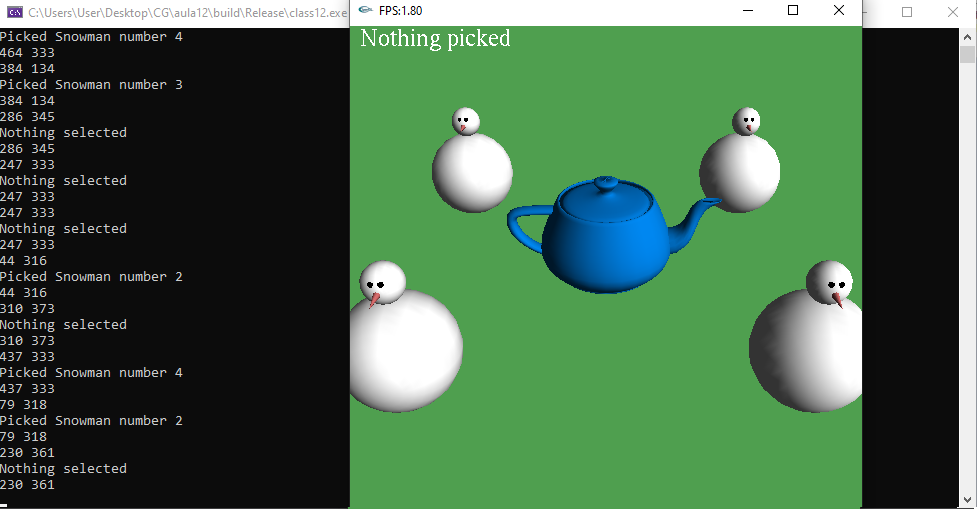 C:\Users\User\Desktop\CG\aula12\build\Release\class12.exe
Picked Snowman number 4
464 333
384 134
Picked Snowman number 3
384 134
286 345
Nothing selected
286 345
247 333
Nothing selected
247 333
247 333
Nothing selected
247 333
44 316
Picked Snowman number 2
44 316
310 373
Nothing selected
310 373
437 333
Picked Snowman number 4
437 333
79 318
Picked Snowman number 2
79 318
230 361
Nothing selected
230 361
FPS:1.80
Nothing picked